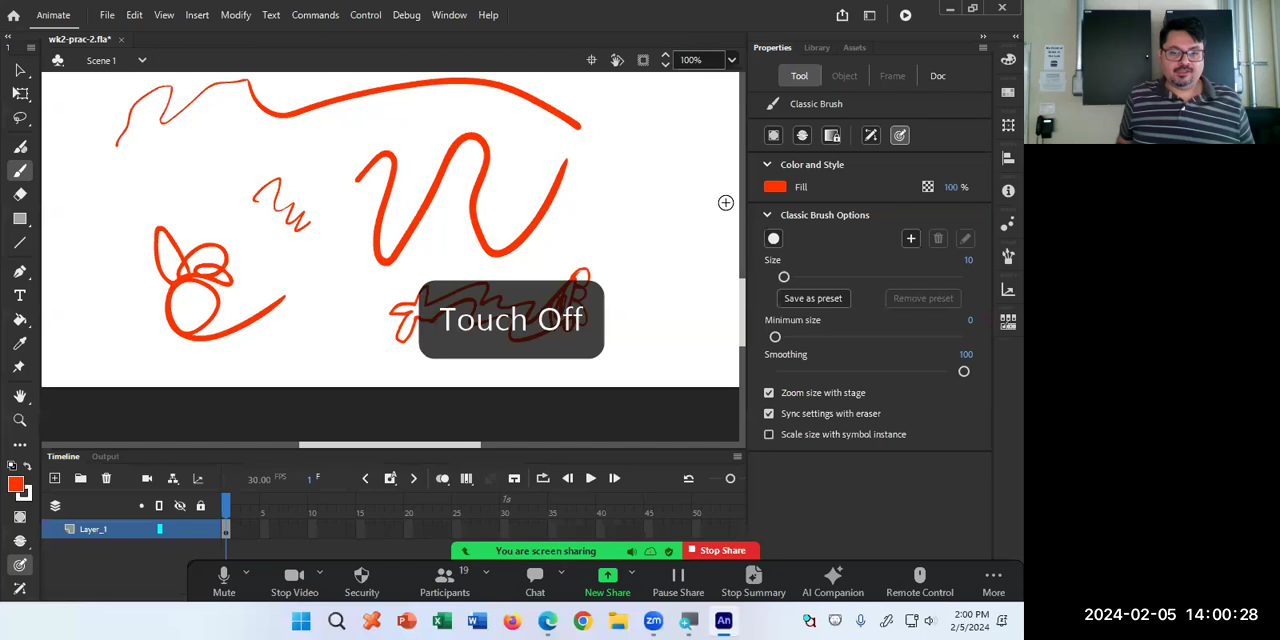 Animate
File Edit View Insert Modify Text Commands Control Debug Window Help
wk2-prac-2.fla* ×
Scene 1
100%
Properties Library Assets
Tool Object Frame Doc
Classic Brush
Color and Style
Fill
100 %
Classic Brush Options
Size 10
Save as preset Remove preset
Minimum size 0
Smoothing 100
Zoom size with stage
Sync settings with eraser
Scale size with symbol instance
Touch Off
Timeline Output
30.00 FPS 1 F
1s
5 10 15 20 25 30 35 40 45 50
Layer_1
You are screen sharing Stop Share
19
Mute Stop Video Security Participants Chat New Share Pause Share Stop Summary AI Companion Remote Control More
2:00 PM
2/5/2024
2024-02-05 14:00:28